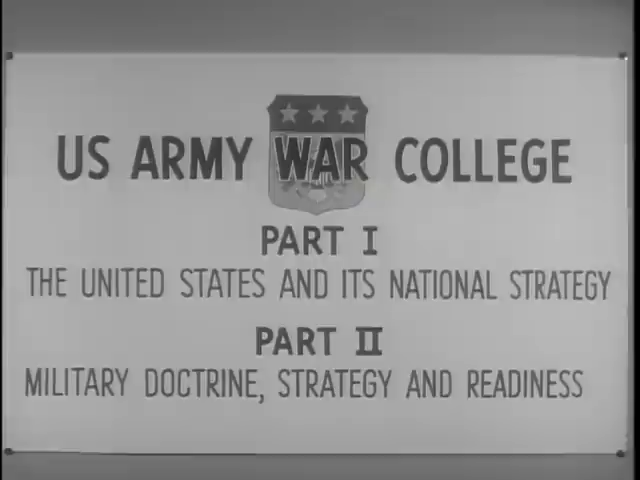 US ARMY WAR COLLEGE
PART I
THE UNITED STATES AND ITS NATIONAL STRATEGY
PART II
MILITARY DOCTRINE, STRATEGY AND READINESS